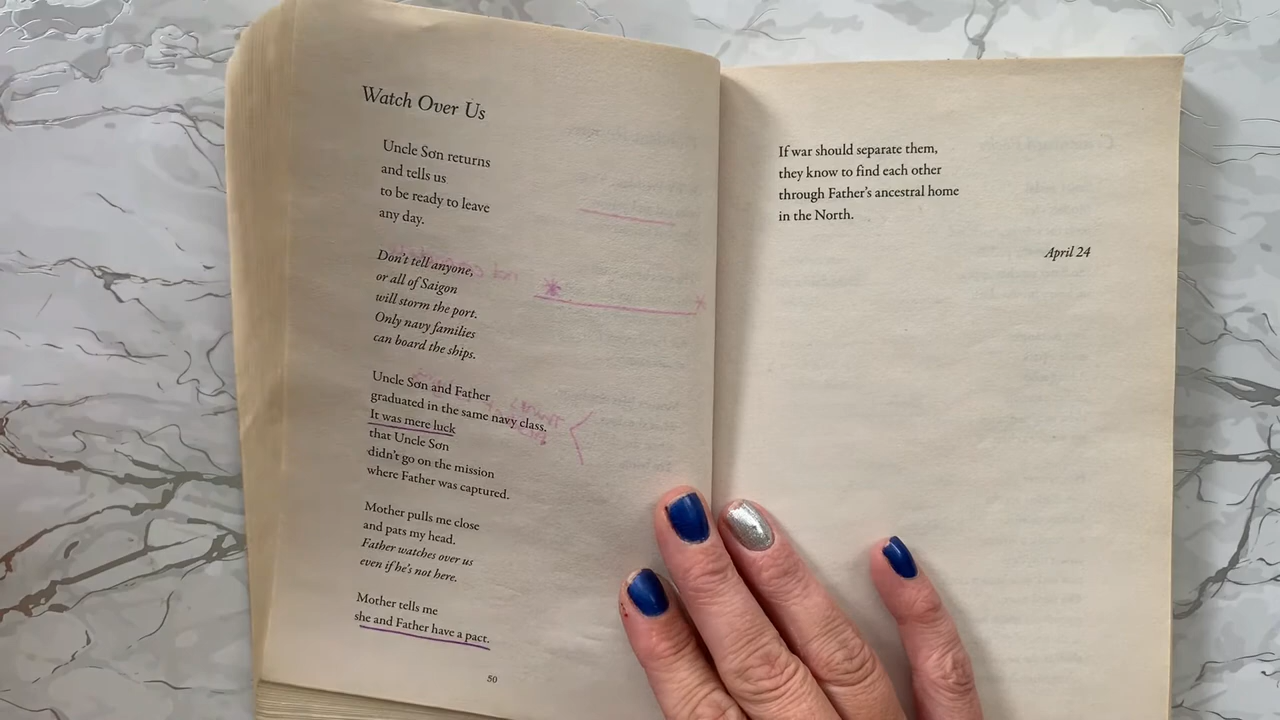 Watch Over Us
Uncle Sơn returns
and tells us
to be ready to leave
any day.
Don't tell anyone,
or all of Saigon
will storm the port.
Only navy families
can board the ships.
Uncle Sơn and Father
graduated in the same navy class.
It was mere luck
that Uncle Sơn
didn't go on the mission
where Father was captured.
Mother pulls me close
and pats my head.
Father watches over us
even if he's not here.
Mother tells me
she and Father have a pact.
50
If war should separate them,
they know to find each other
through Father's ancestral home
in the North.
April 24